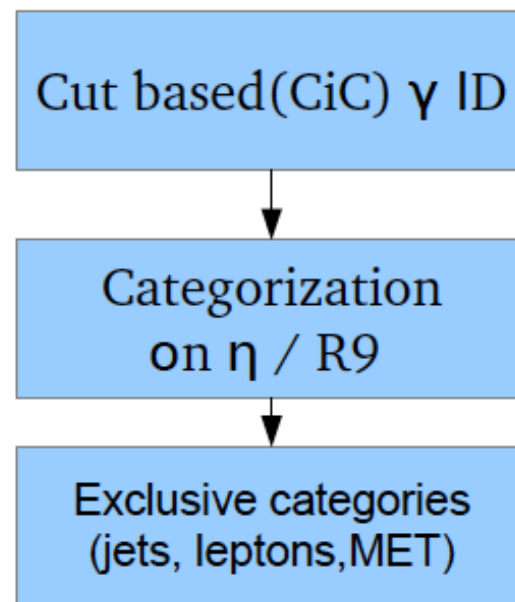 Cut based(CiC) γ ID
Categorization
on η / R9
Exclusive categories
(jets, leptons,MET)